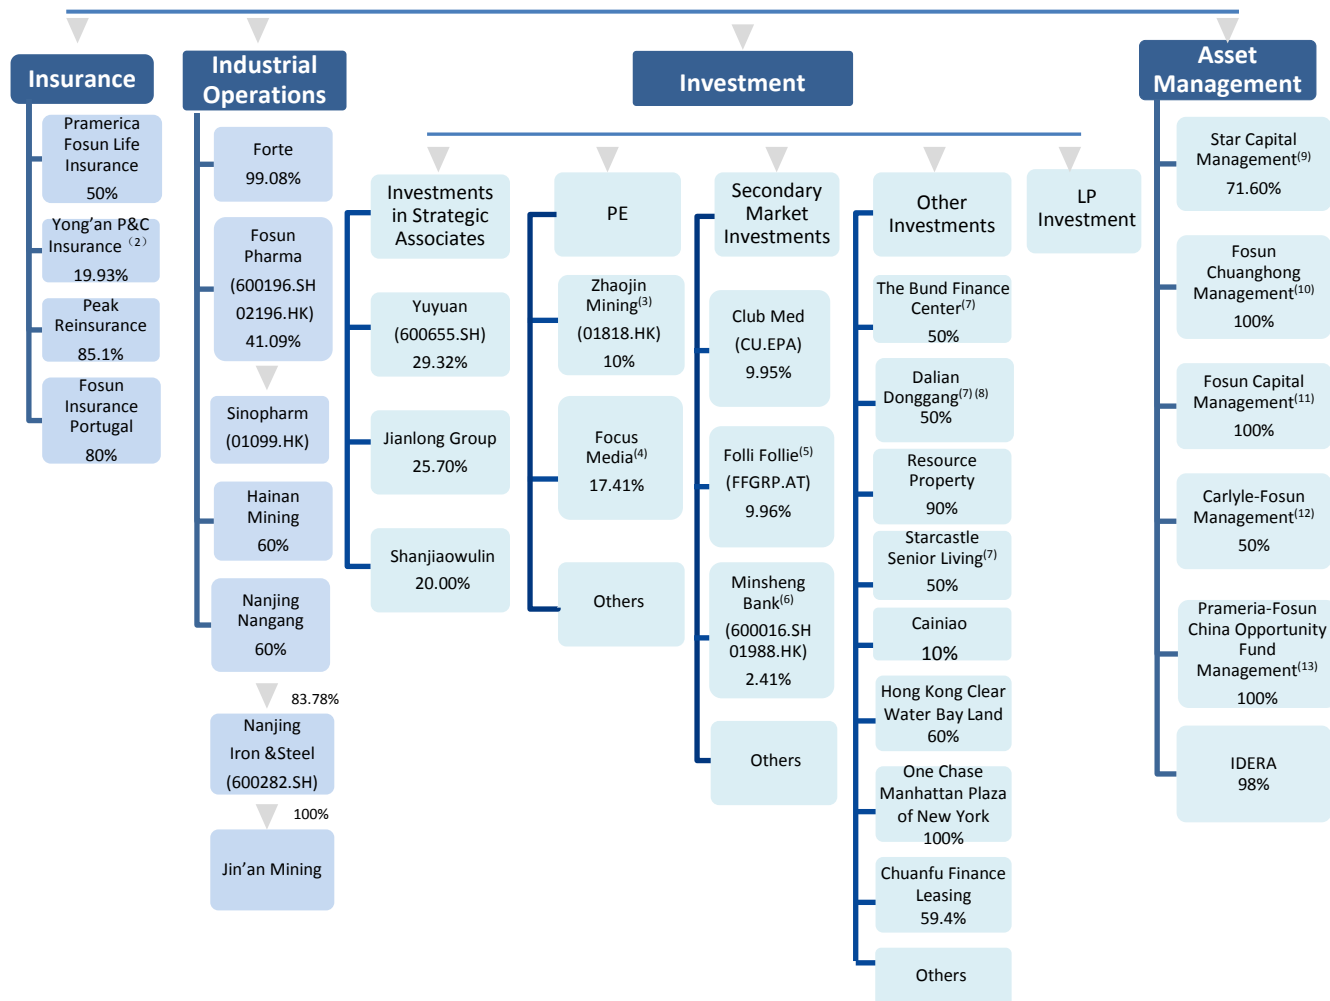 Insurance
Pramerica
Fosun Life
Insurance
50%
Yong’an P&C
Insurance（2）
19.93%
Peak
Reinsurance
85.1%
Fosun
Insurance
Portugal
80%
Industrial
Operations
Forte
99.08%
Fosun
Pharma
(600196.SH
02196.HK)
41.09%
Sinopharm
(01099.HK)
Hainan
Mining
60%
Nanjing
Nangang
60%
83.78%
Nanjing
Iron &Steel
(600282.SH)
100%
Jin’an Mining
Investment
Investments
in Strategic
Associates
Yuyuan
(600655.SH)
29.32%
Jianlong Group
25.70%
Shanjiaowulin
20.00%
PE
Zhaojin
Mining(3)
(01818.HK)
10%
Focus
Media(4)
17.41%
Others
Secondary
Market
Investments
Club Med
(CU.EPA)
9.95%
Folli Follie(5)
(FFGRP.AT)
9.96%
Minsheng
Bank(6)
(600016.SH
01988.HK)
2.41%
Others
Other
Investments
The Bund Finance
Center(7)
50%
Dalian
Donggang(7) (8)
50%
Resource
Property
90%
Starcastle
Senior Living(7)
50%
Cainiao
10%
Hong Kong Clear
Water Bay Land
60%
One Chase
Manhattan Plaza
of New York
100%
Chuanfu Finance
Leasing
59.4%
Others
LP
Investment
Asset
Management
Star Capital
Management(9)
71.60%
Fosun
Chuanghong
Management(10)
100%
Fosun Capital
Management(11)
100%
Carlyle-Fosun
Management(12)
50%
Prameria-Fosun
China Opportunity
Fund
Management(13)
100%
IDERA
98%